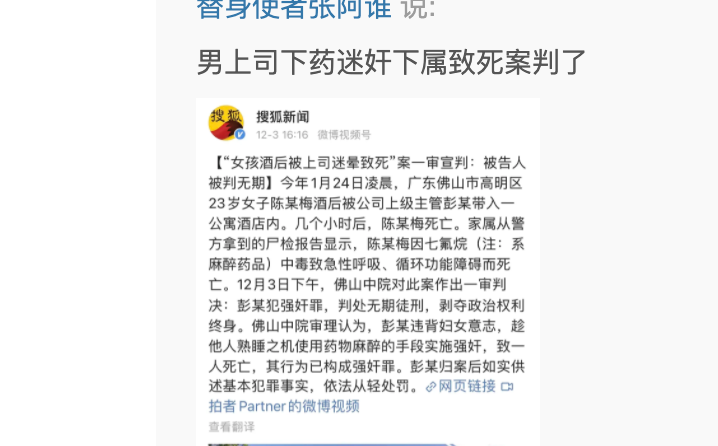 替身使者张阿谁 说:
男上司下药迷奸下属致死案判了
搜狐
搜狐新闻
12-3 16:16 微博视频号
【“女孩酒后被上司迷晕致死”案一审宣判：被告人
被判无期】今年1月24日凌晨，广东佛山市高明区
23岁女子陈某梅酒后被公司上级主管彭某带入一
公寓酒店内。几个小时后，陈某梅死亡。家属从警
方拿到的尸检报告显示，陈某梅因七氟烷（注：系
麻醉药品）中毒致急性呼吸、循环功能障碍而死
亡。12月3日下午，佛山中院对此案作出一审判
决：彭某犯强奸罪，判处无期徒刑，剥夺政治权利
终身。佛山中院审理认为，彭某违背妇女意志，趁
他人熟睡之机使用药物麻醉的手段实施强奸，致一
人死亡，其行为已构成强奸罪。彭某归案后如实供
述基本犯罪事实，依法从轻处罚。网页链接
拍者Partner的微博视频
查看翻译